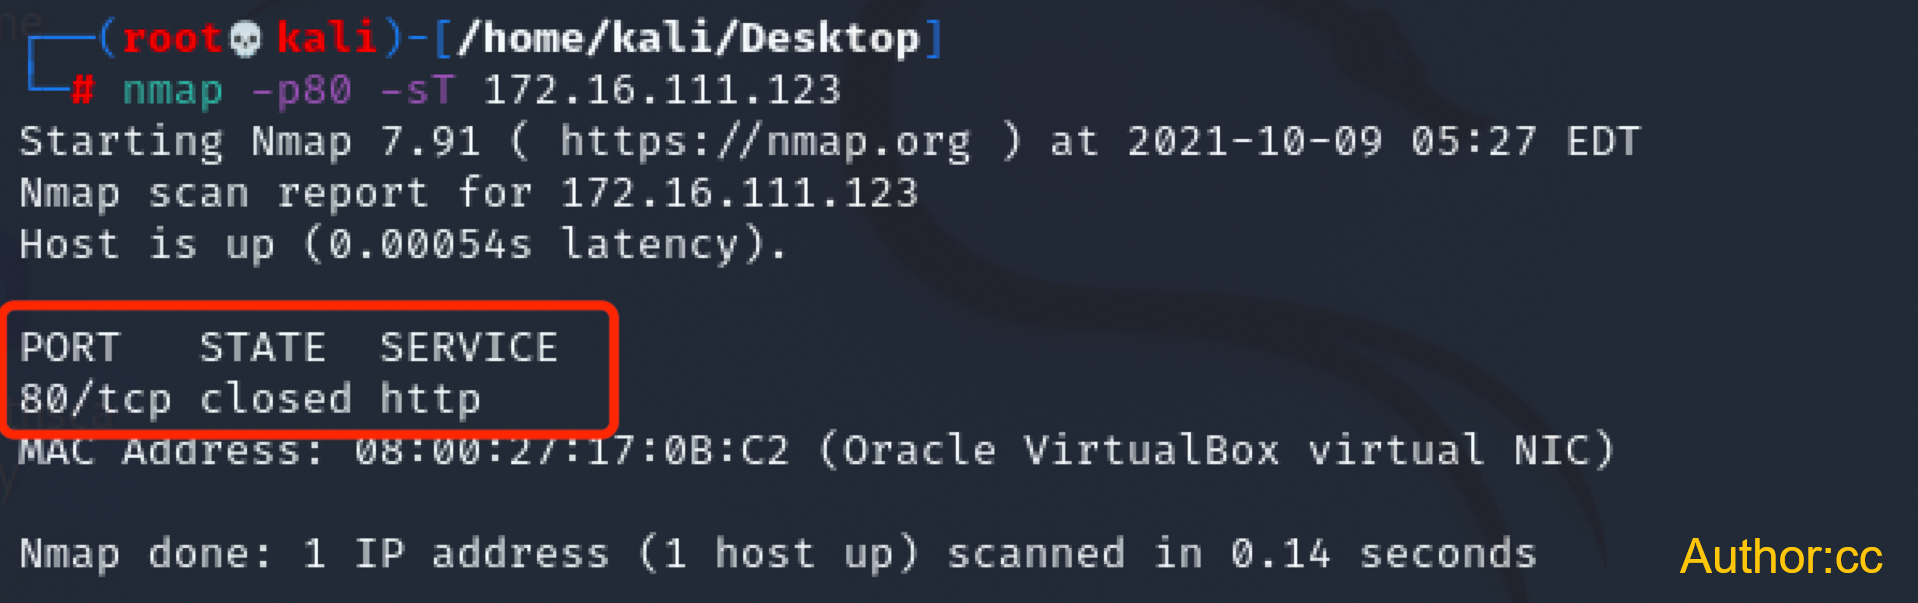 (root💀kali)-[/home/kali/Desktop]
# nmap -p80 -sT 172.16.111.123
Starting Nmap 7.91 ( https://nmap.org ) at 2021-10-09 05:27 EDT
Nmap scan report for 172.16.111.123
Host is up (0.00054s latency).
PORT   STATE  SERVICE
80/tcp closed http
MAC Address: 08:00:27:17:0B:C2 (Oracle VirtualBox virtual NIC)
Nmap done: 1 IP address (1 host up) scanned in 0.14 seconds
Author:cc